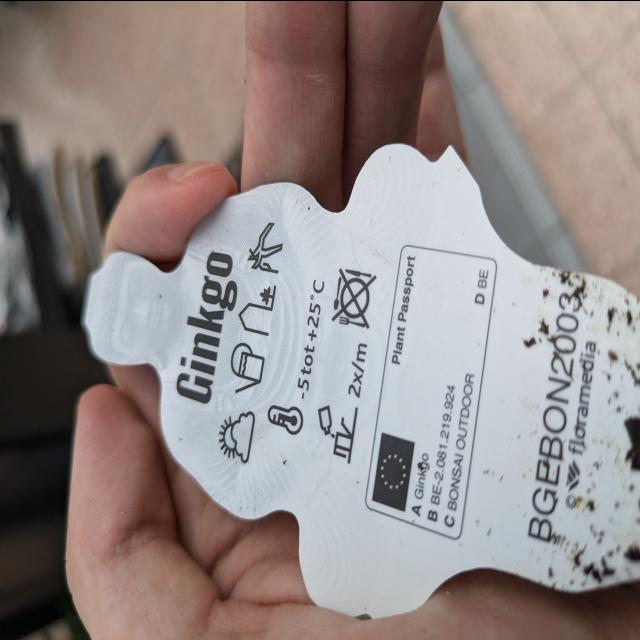 Ginkgo
-5 tot +25°C
2x/m
Plant Passport
A Ginkgo
B BE-2.081.219.924
C BONSAI OUTDOOR
D BE
BGEBON2003
floramedia